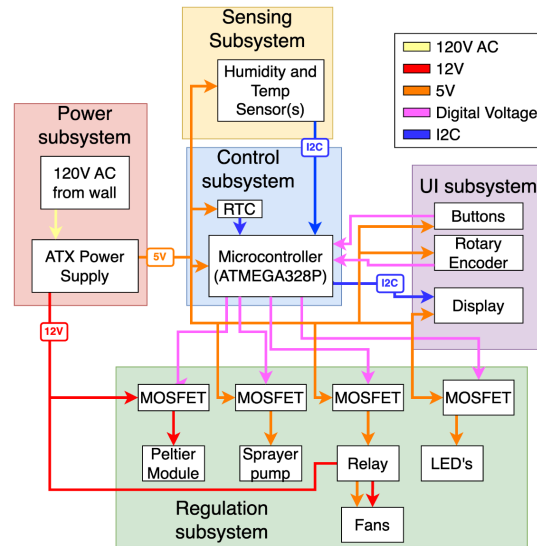 Sensing
Subsystem
Humidity and
Temp
Sensor(s)
I2C
120V AC
12V
5V
Digital Voltage
I2C
Power
subsystem
120V AC
from wall
ATX Power
Supply
5V
12V
Control
subsystem
RTC
Microcontroller
(ATMEGA328P)
I2C
UI subsystem
Buttons
Rotary
Encoder
Display
MOSFET
MOSFET
MOSFET
MOSFET
Peltier
Module
Sprayer
pump
Relay
LED's
Fans
Regulation
subsystem